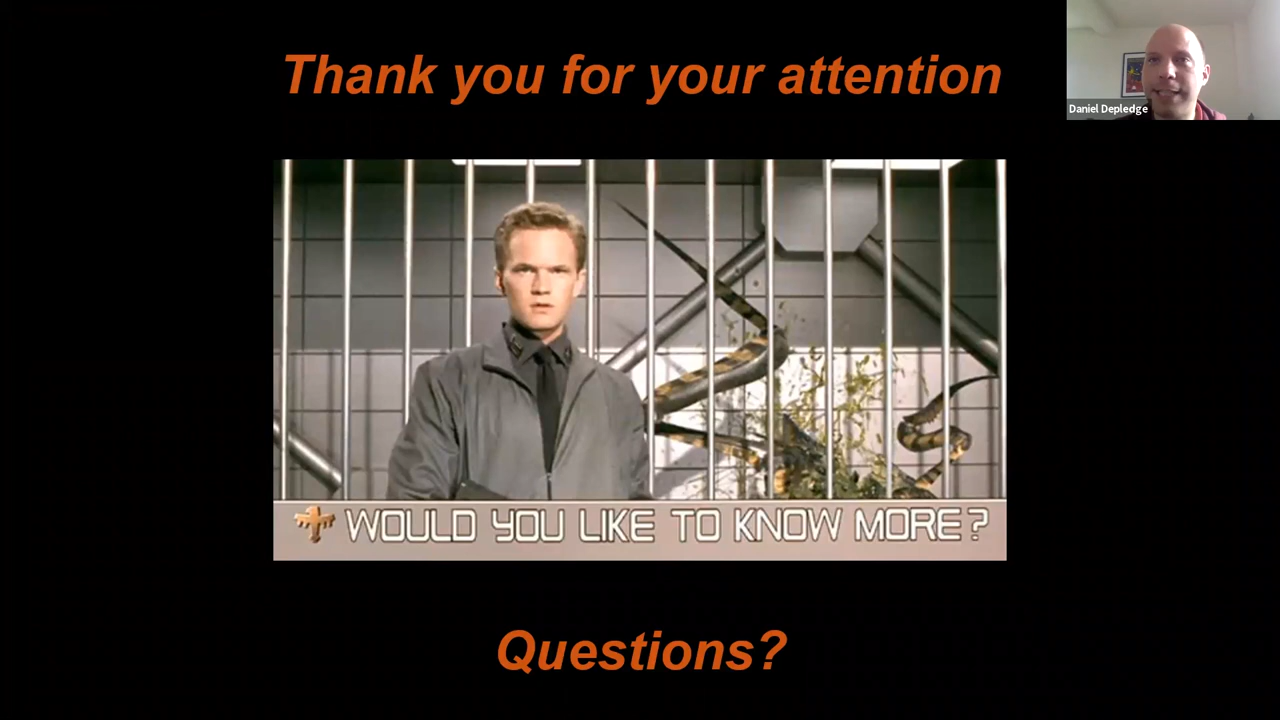 Thank you for your attention
Daniel Depledge
WOULD YOU LIKE TO KNOW MORE?
Questions?